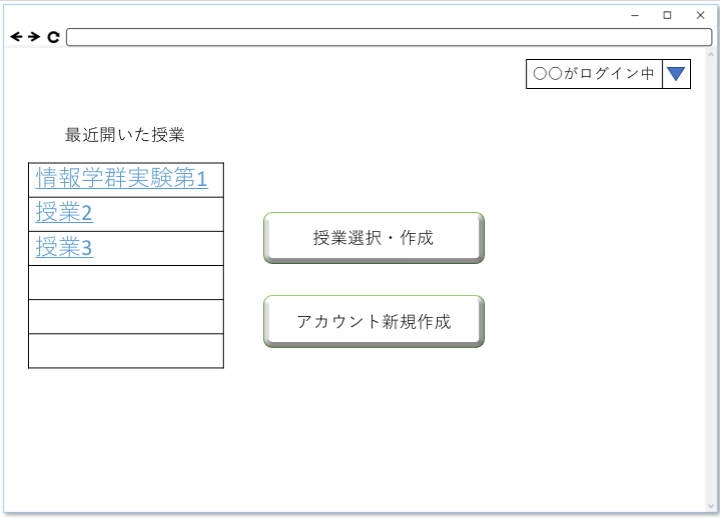 ○○がログイン中
最近開いた授業
情報学群実験第1
授業2
授業3
授業選択・作成
アカウント新規作成